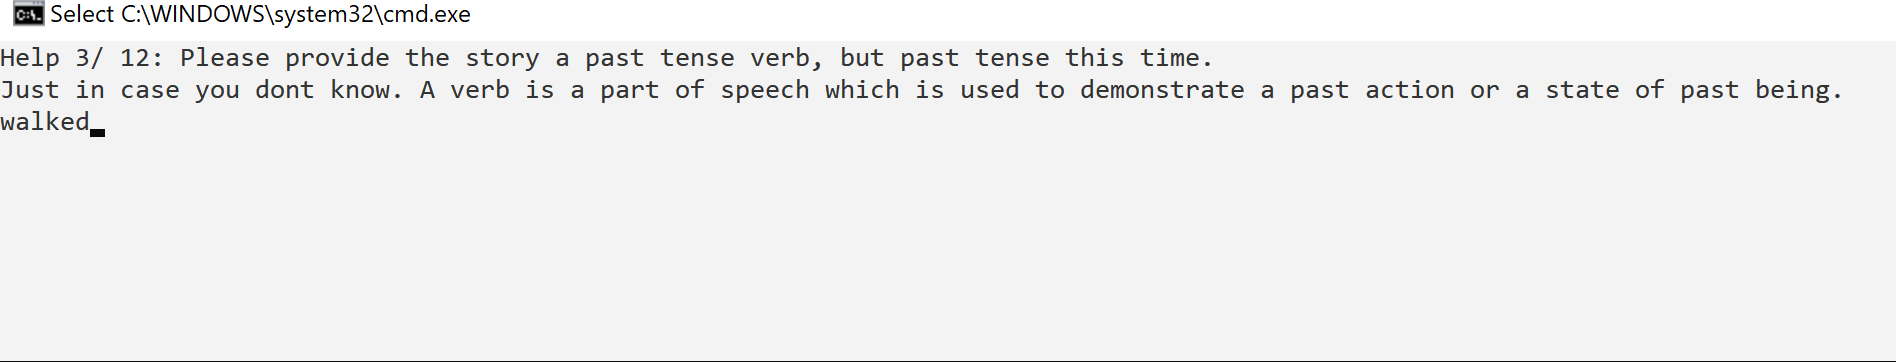 Select C:\WINDOWS\system32\cmd.exe
Help 3/ 12: Please provide the story a past tense verb, but past tense this time.
Just in case you dont know. A verb is a part of speech which is used to demonstrate a past action or a state of past being.
walked